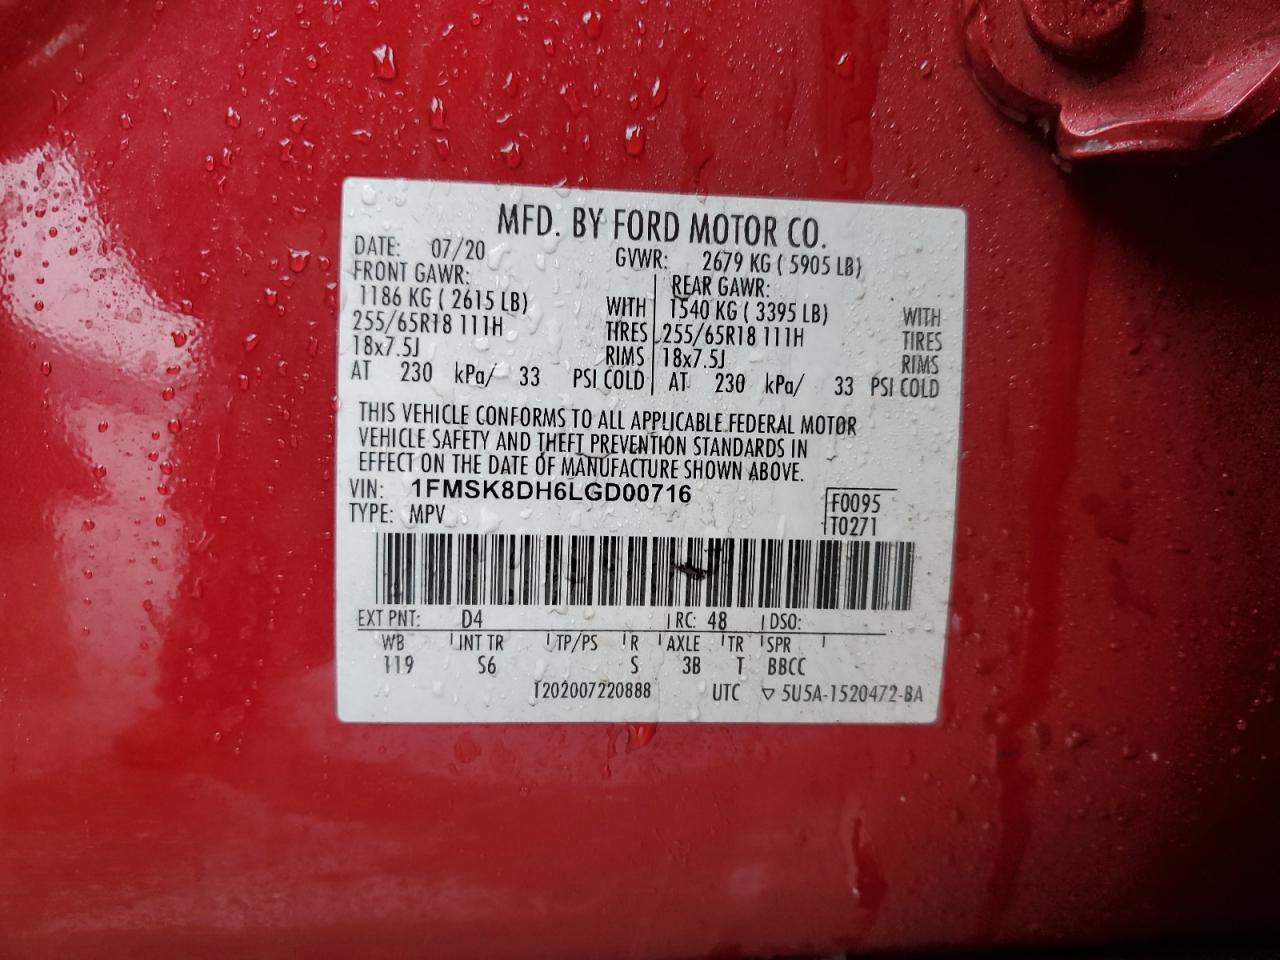 MFD. BY FORD MOTOR CO.
DATE: 07/20 GVWR: 2679 KG ( 5905 LB)
FRONT GAWR: REAR GAWR:
1186 KG ( 2615 LB) WITH 1540 KG ( 3395 LB) WITH
255/65R18 111H TIRES 255/65R18 111H TIRES
18x7.5J RIMS 18x7.5J RIMS
AT 230 kPa/ 33 PSI COLD AT 230 kPa/ 33 PSI COLD
THIS VEHICLE CONFORMS TO ALL APPLICABLE FEDERAL MOTOR
VEHICLE SAFETY AND THEFT PREVENTION STANDARDS IN
EFFECT ON THE DATE OF MANUFACTURE SHOWN ABOVE.
VIN: 1FMSK8DH6LGD00716 F0095
TYPE: MPV T0271
EXT PNT: D4 RC: 48 DSO:
WB INT TR TP/PS R AXLE TR SPR
119 S6 S 3B T BBCC
T202007220888 UTC ▽ 5U5A-1520472-BA